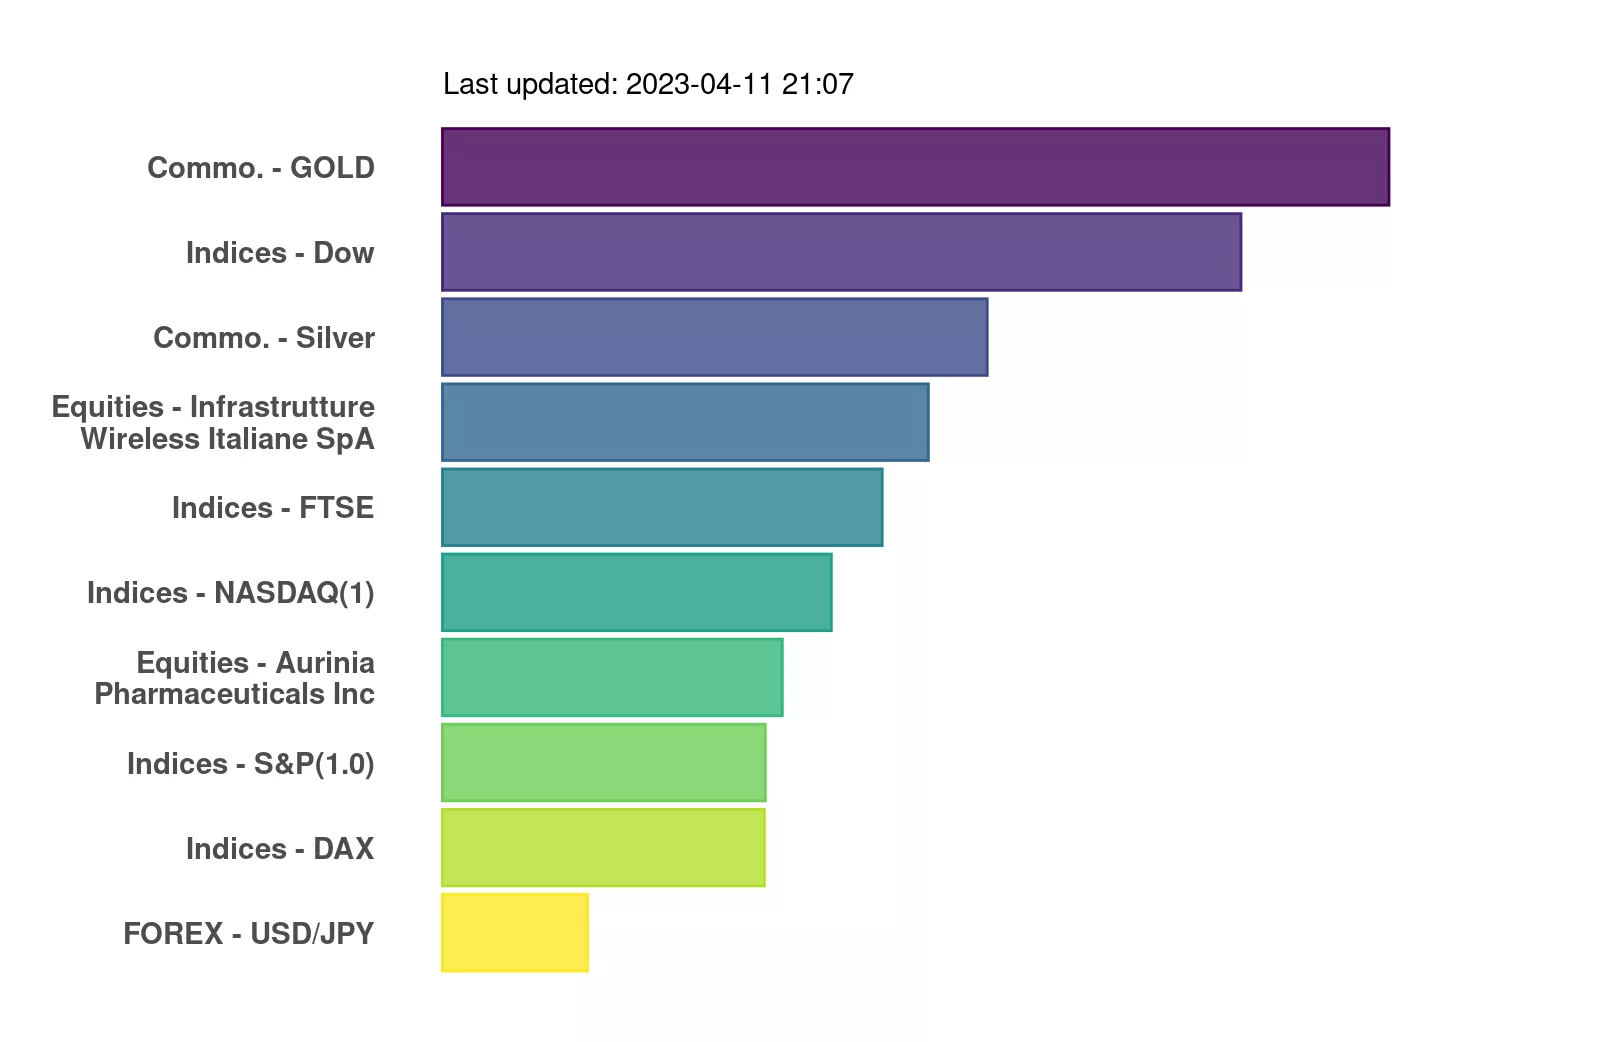 Last updated: 2023-04-11 21:07
Commo. - GOLD
Indices - Dow
Commo. - Silver
Equities - Infrastrutture
Wireless Italiane SpA
Indices - FTSE
Indices - NASDAQ(1)
Equities - Aurinia
Pharmaceuticals Inc
Indices - S&P(1.0)
Indices - DAX
FOREX - USD/JPY